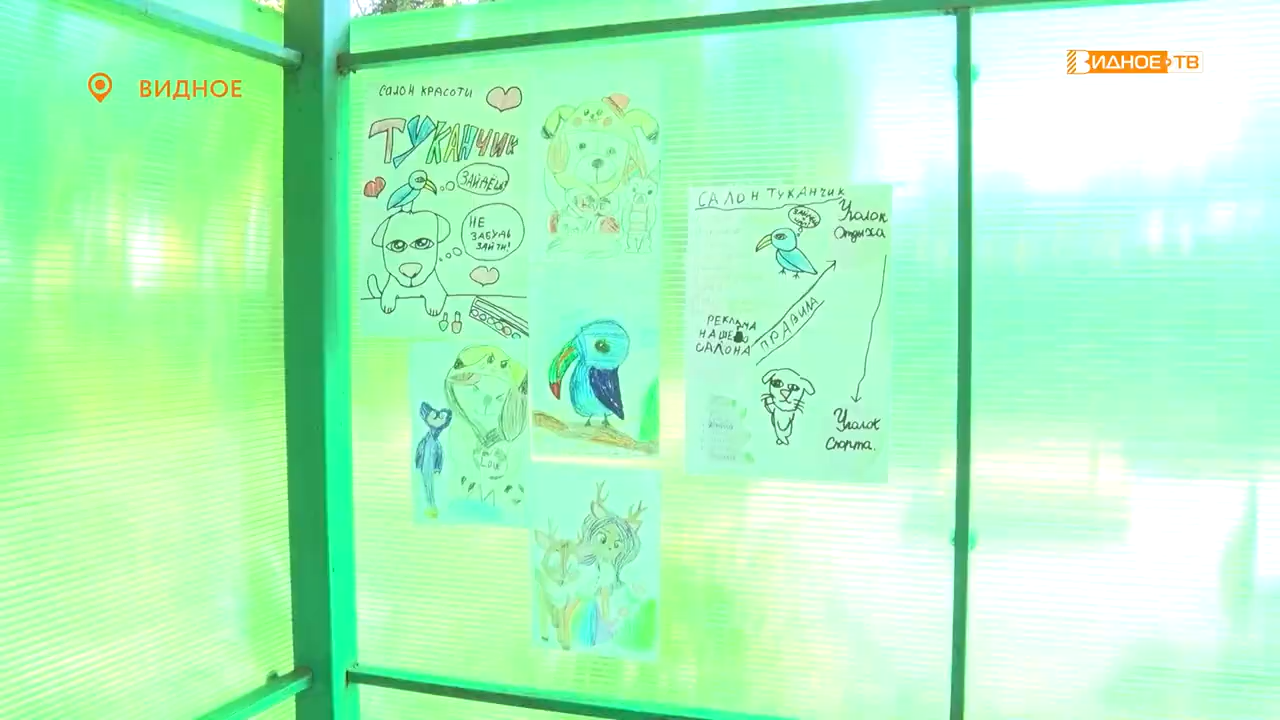 ВИДНОЕ
ВИДНОЕ ТВ
САЛОН КРАСОТИ
ТУКАНЧИК
ЗАЙДЁШ?
НЕ
ЗАБУДЬ
ЗАЙТИ!
САЛОН ТУКАНЧИК
Уголок
Отдыха
ПРАВИЛА
РЕКЛАМА
НАШЕГО
САЛОНА
Уголок
Спорта.